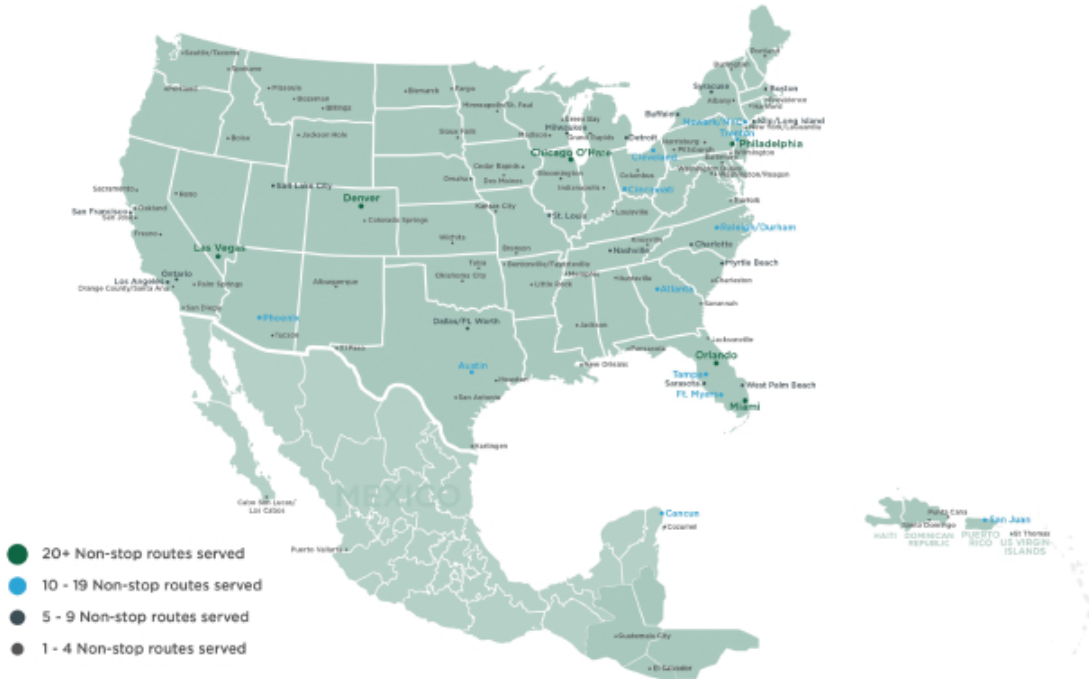 Seattle/Tacoma
Spokane
Portland
Missoula
Bozeman
Billings
Boise
Jackson Hole
Bismarck
Fargo
Minneapolis/St. Paul
Sioux Falls
Green Bay
Milwaukee
Madison
Grand Rapids
Detroit
Chicago O'Hare
Cedar Rapids
Des Moines
Omaha
Bloomington
Indianapolis
Portland
Burlington
Syracuse
Albany
Buffalo
Boston
Providence
Hartford
Islip/Long Island
Newark/NYC
New York/LaGuardia
Trenton
Philadelphia
Harrisburg
Pittsburgh
Wilmington
Baltimore
Washington/Reagan
Cleveland
Columbus
Cincinnati
Norfolk
Sacramento
Reno
Salt Lake City
San Francisco
Oakland
San Jose
Fresno
Denver
Colorado Springs
Las Vegas
Kansas City
St. Louis
Louisville
Wichita
Branson
Knoxville
Nashville
Raleigh/Durham
Charlotte
Myrtle Beach
Ontario
Los Angeles
Palm Springs
Orange County/Santa Ana
San Diego
Albuquerque
Tulsa
Oklahoma City
Bentonville/Fayetteville
Memphis
Little Rock
Huntsville
Atlanta
Charleston
Savannah
Phoenix
Tucson
El Paso
Dallas/Ft. Worth
Jackson
Austin
Houston
San Antonio
Harlingen
New Orleans
Pensacola
Jacksonville
Orlando
Tampa
Sarasota
Ft. Myers
West Palm Beach
Miami
MEXICO
Cabo San Lucas/
Los Cabos
Puerto Vallarta
Cancun
Cozumel
Guatemala City
El Salvador
Punta Cana
Santo Domingo
San Juan
St Thomas
HAITI
DOMINICAN
REPUBLIC
PUERTO
RICO
US VIRGIN
ISLANDS
20+ Non-stop routes served
10 - 19 Non-stop routes served
5 - 9 Non-stop routes served
1 - 4 Non-stop routes served